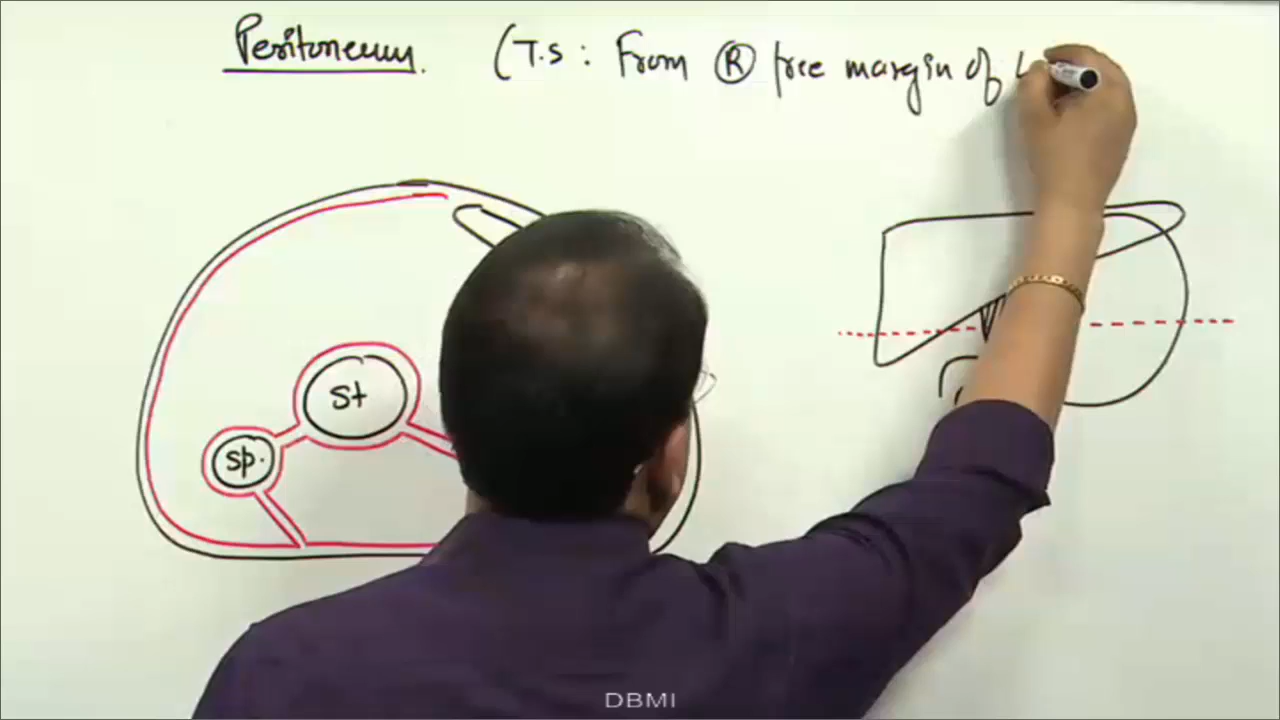 Peritoneum. (T.S : From Ⓡ free margin of
St
Sp.
DBMI